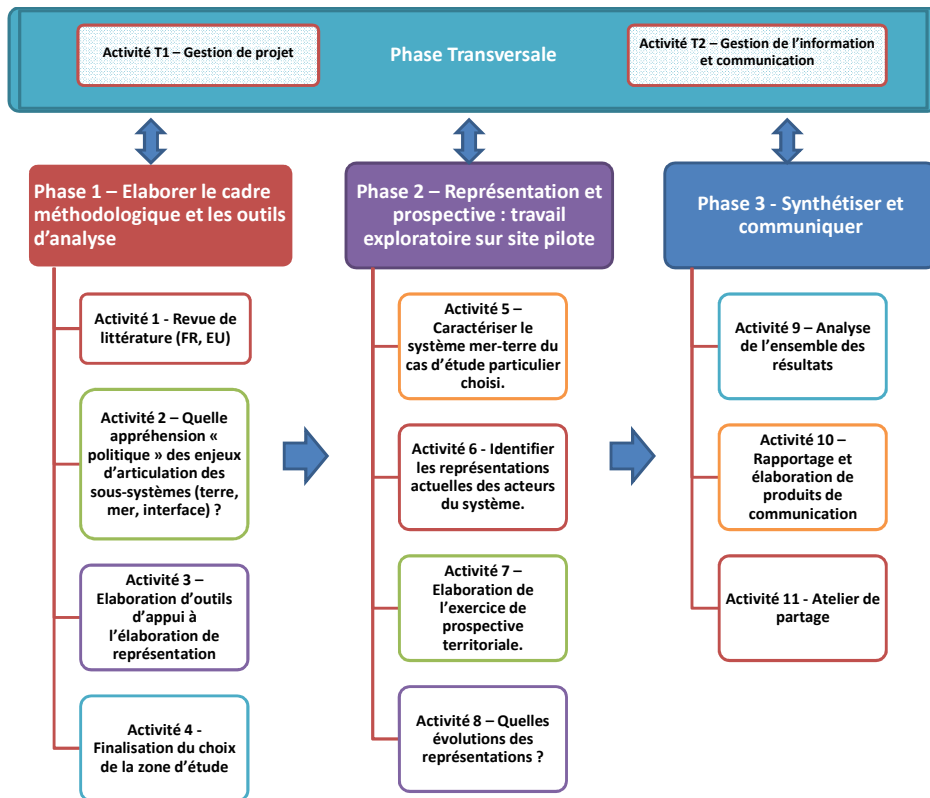 Activité T1 – Gestion de projet
Phase Transversale
Activité T2 – Gestion de l'information
et communication
Phase 1 – Elaborer le cadre
méthodologique et les outils
d'analyse
Activité 1 - Revue de
littérature (FR, EU)
Activité 2 – Quelle
appréhension «
politique » des enjeux
d'articulation des
sous-systèmes (terre,
mer, interface) ?
Activité 3 –
Elaboration d'outils
d'appui à
l'élaboration de
représentation
Activité 4 -
Finalisation du choix
de la zone d'étude
Phase 2 – Représentation et
prospective : travail
exploratoire sur site pilote
Activité 5 –
Caractériser le
système mer-terre du
cas d'étude particulier
choisi.
Activité 6 - Identifier
les représentations
actuelles des acteurs
du système.
Activité 7 –
Elaboration de
l'exercice de
prospective
territoriale.
Activité 8 – Quelles
évolutions des
représentations ?
Phase 3 - Synthétiser et
communiquer
Activité 9 – Analyse
de l'ensemble des
résultats
Activité 10 –
Rapportage et
élaboration de
produits de
communication
Activité 11 - Atelier de
partage